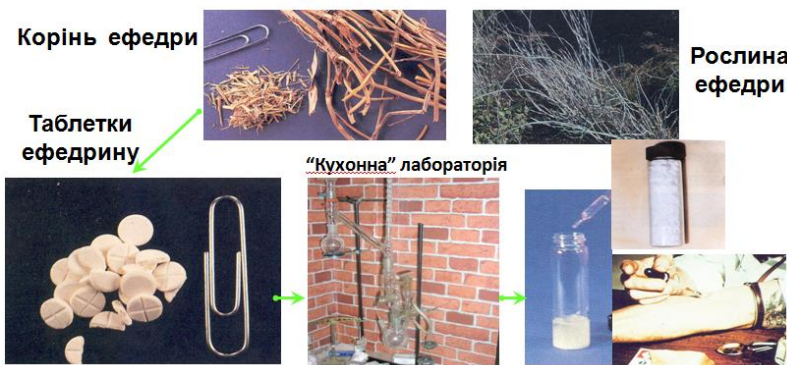 Корінь ефедри
Рослина
ефедри
Таблетки
ефедрину
“Кухонна” лабораторія